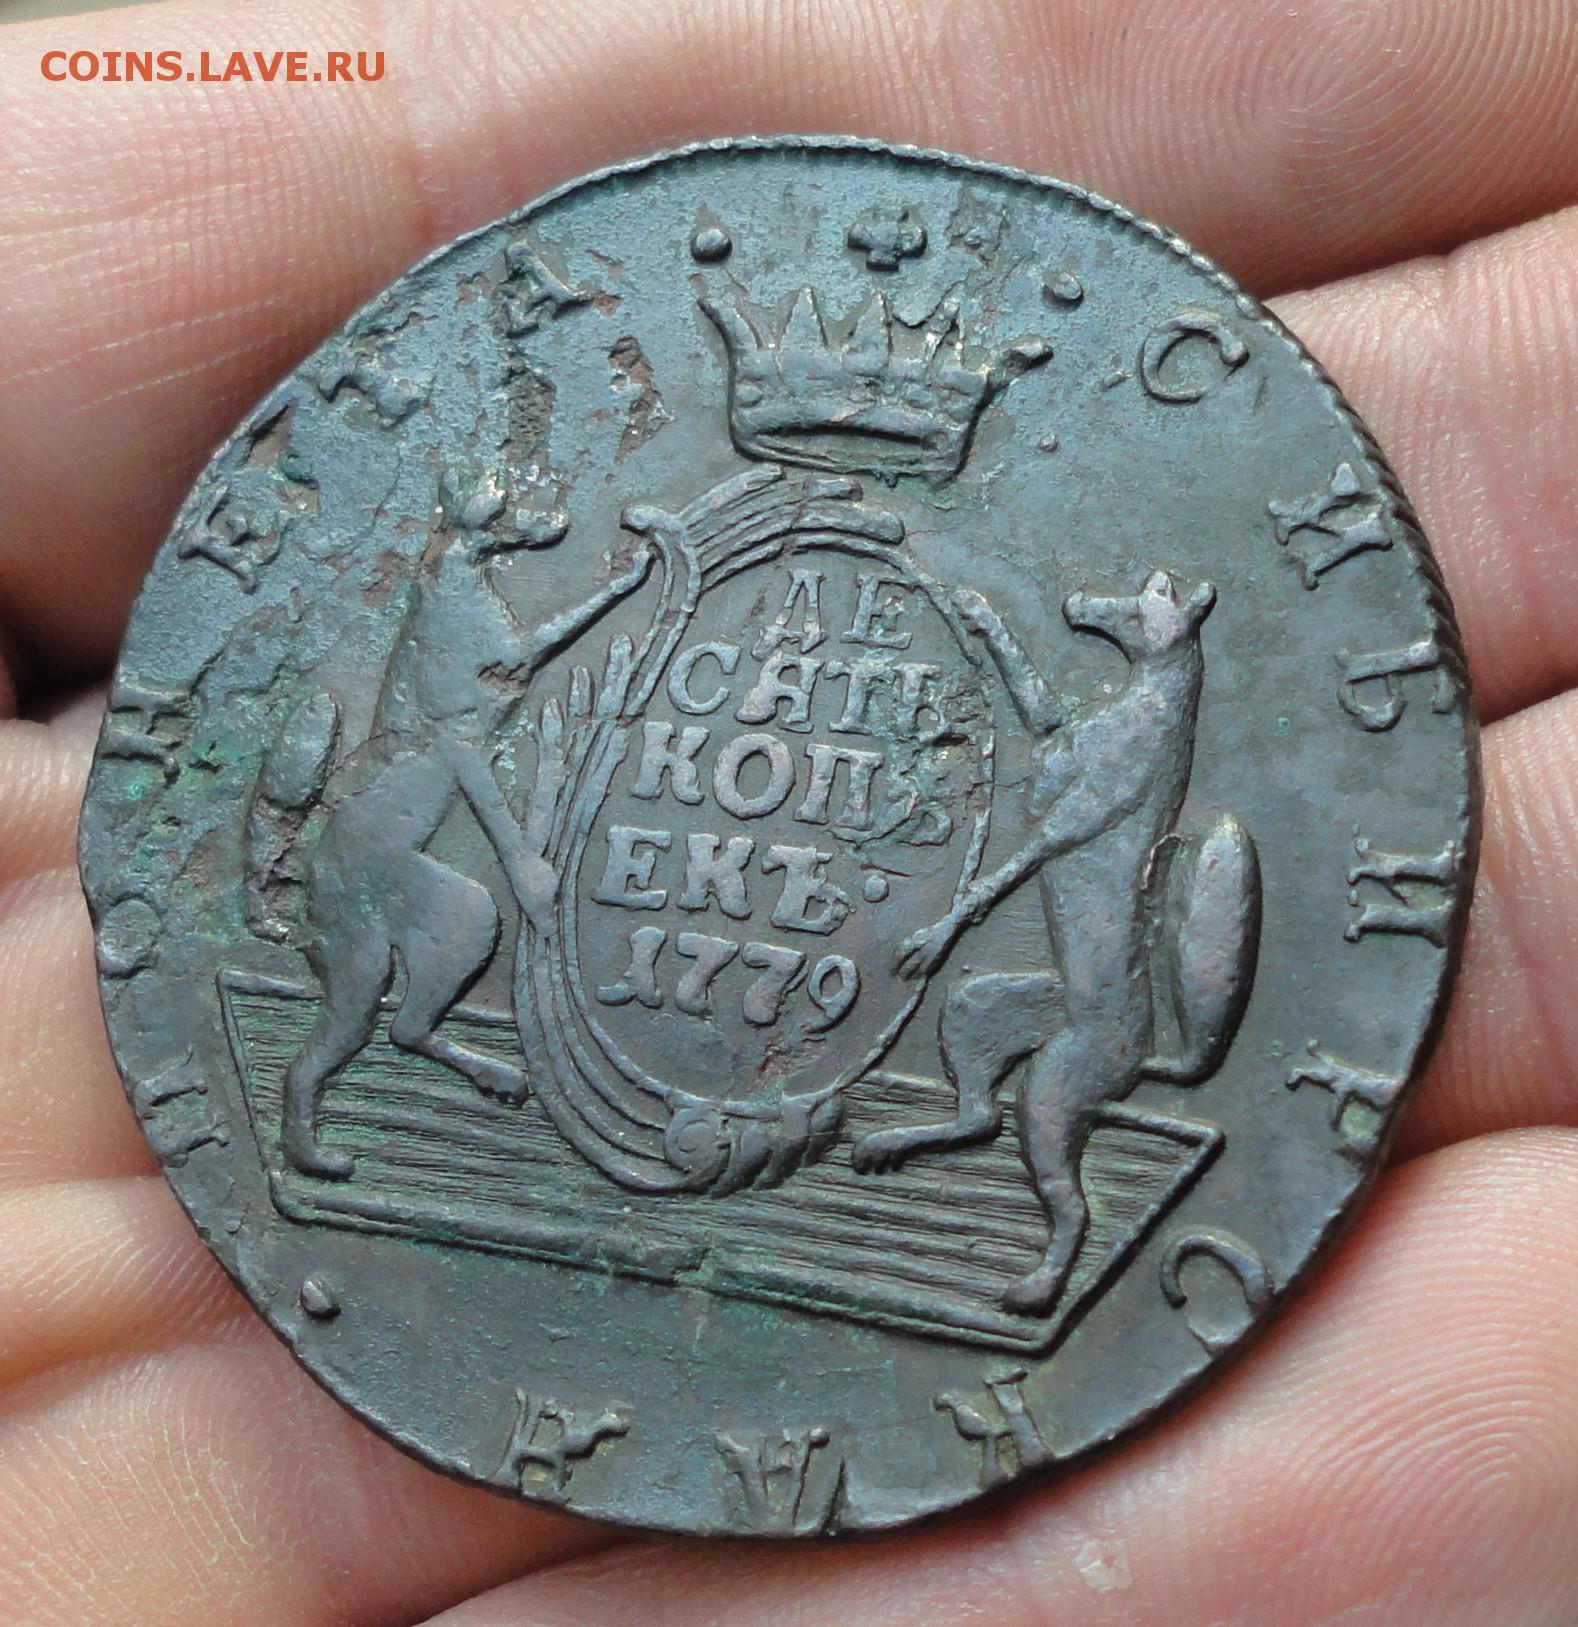 COINS.LAVE.RU
СИБИРСКАЯ МОНЕТА
ДЕ
СЯТЬ
КОПѢ
ЕКЪ
1779